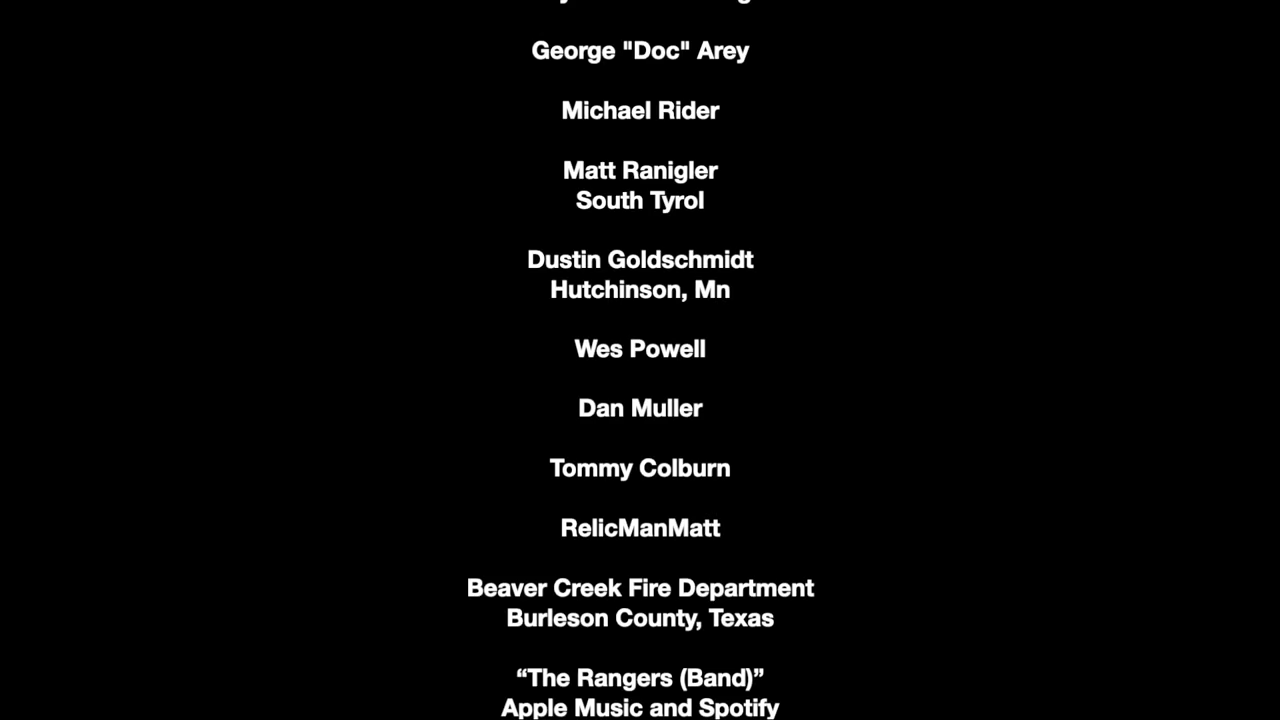 George "Doc" Arey
Michael Rider
Matt Ranigler
South Tyrol
Dustin Goldschmidt
Hutchinson, Mn
Wes Powell
Dan Muller
Tommy Colburn
RelicManMatt
Beaver Creek Fire Department
Burleson County, Texas
“The Rangers (Band)”
Apple Music and Spotify